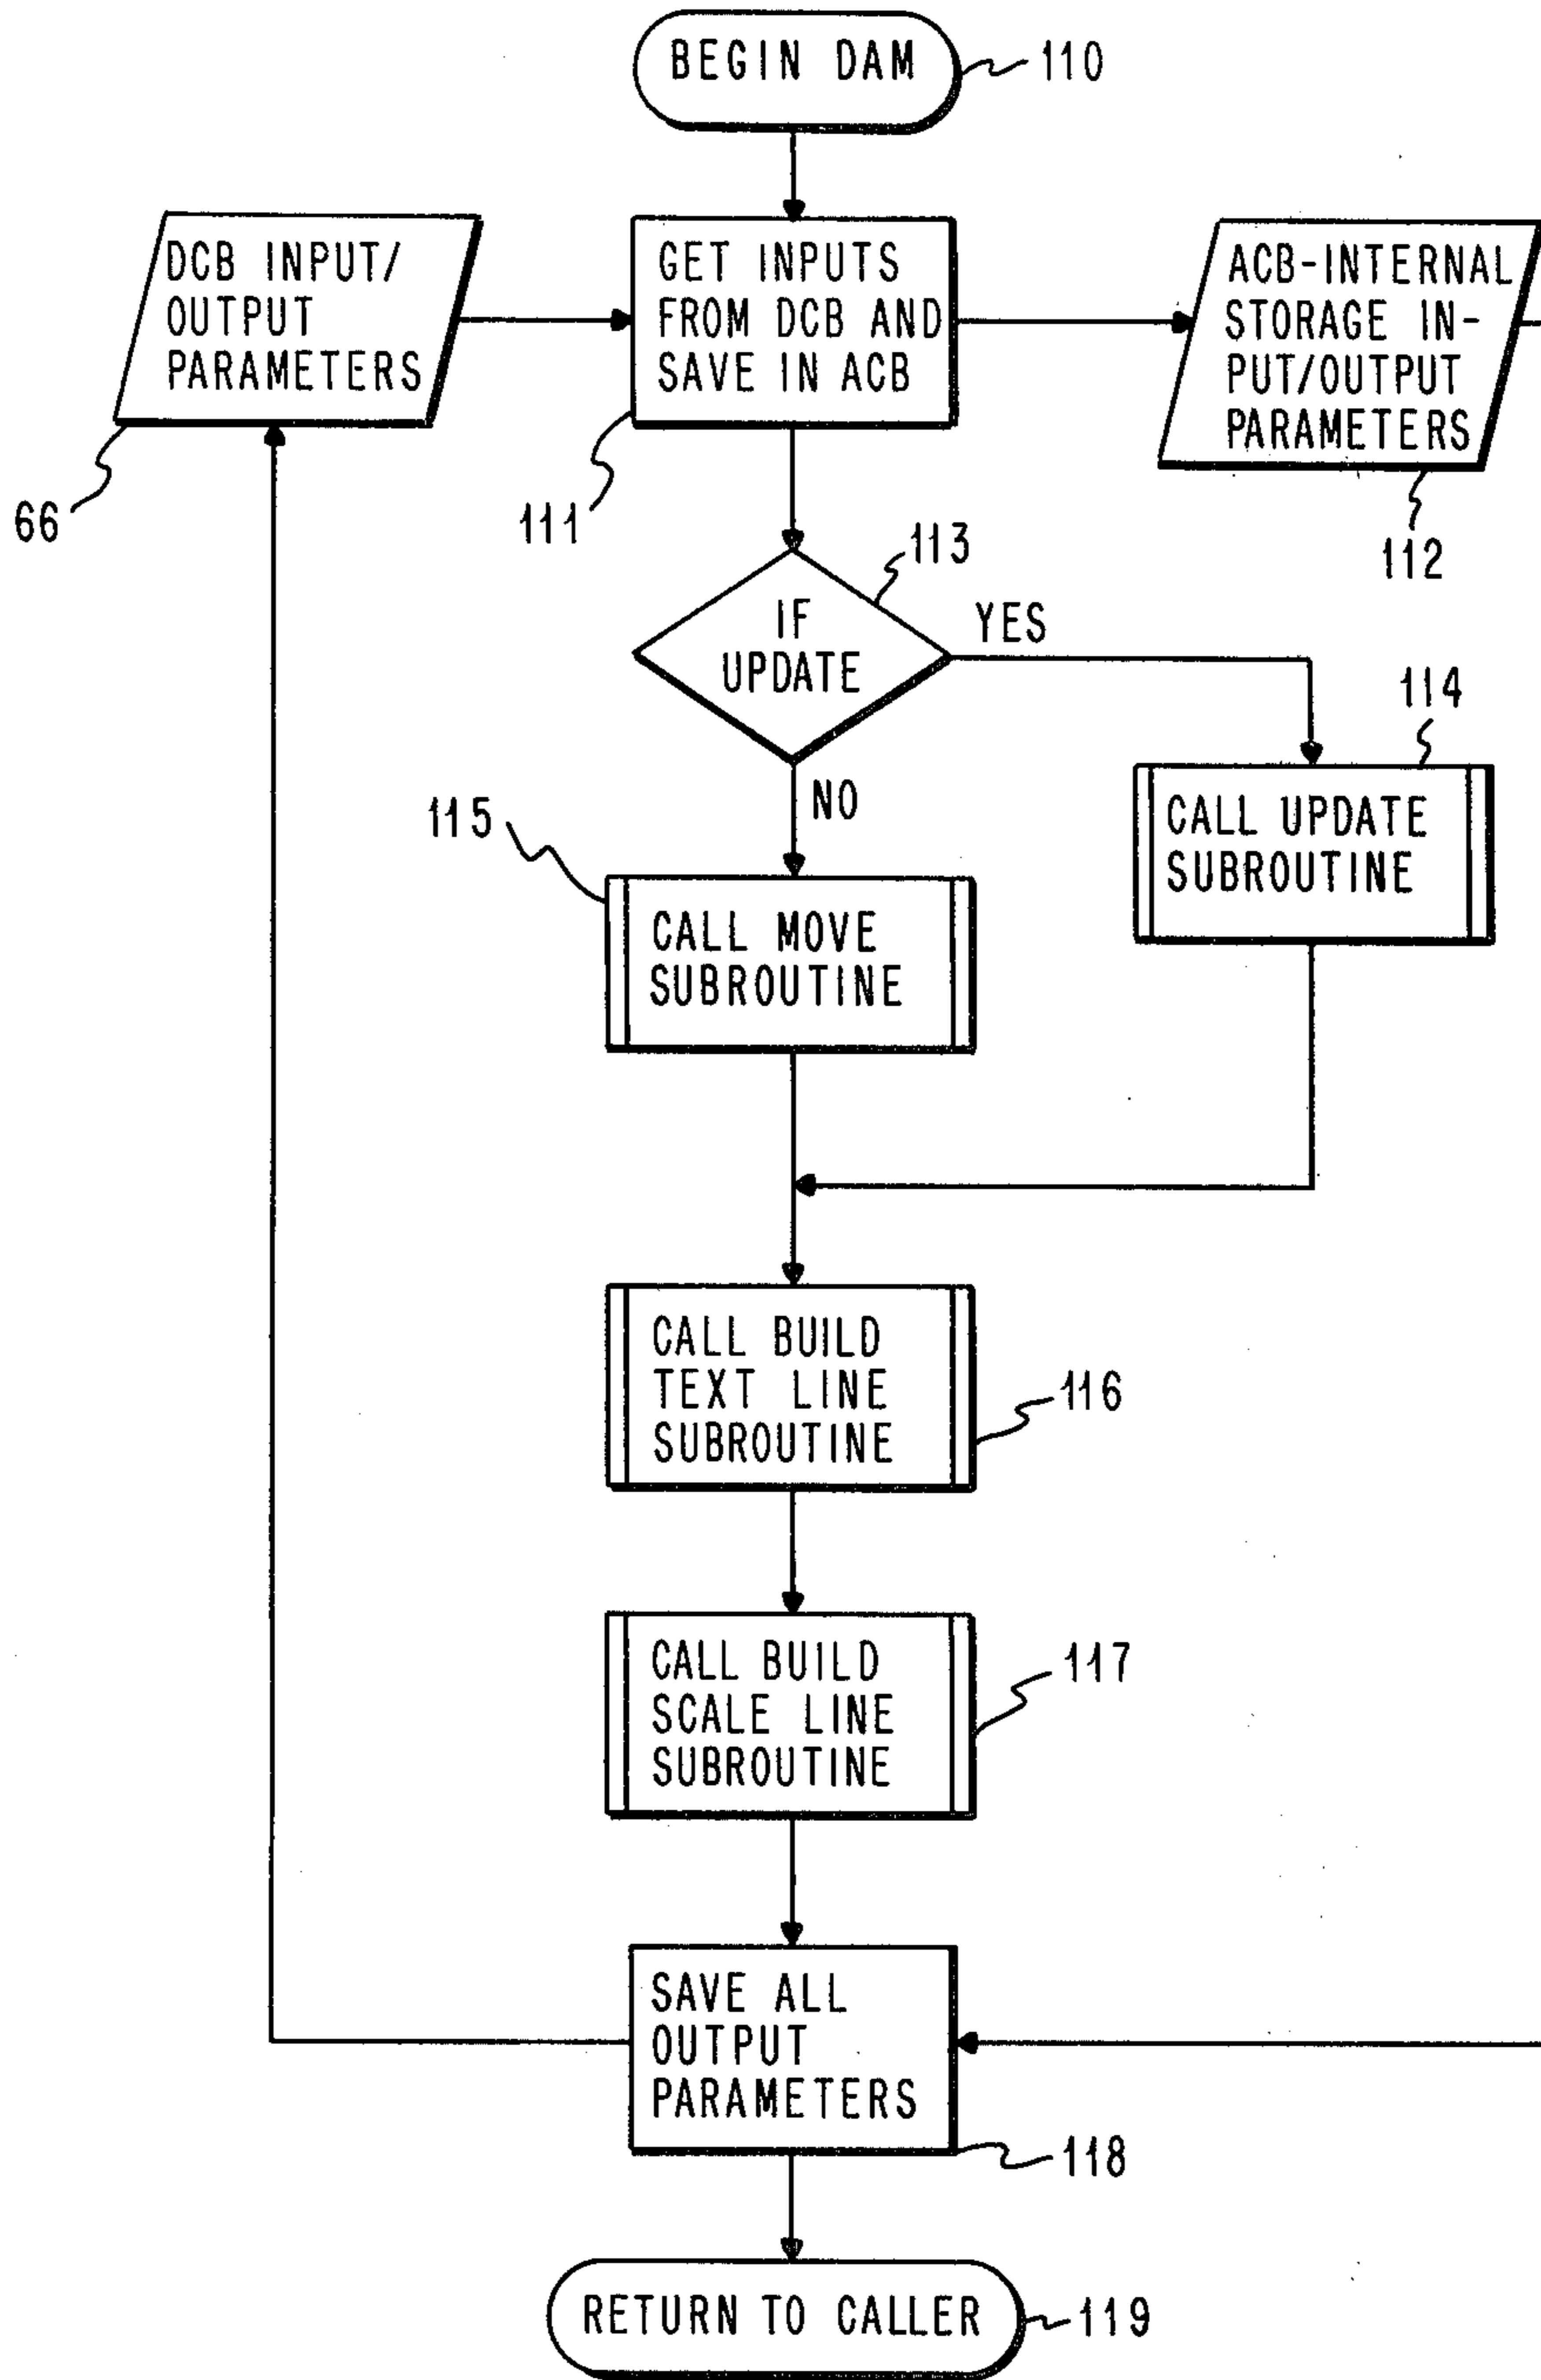 BEGIN DAM
110
DCB INPUT/
OUTPUT
PARAMETERS
66
GET INPUTS
FROM DCB AND
SAVE IN ACB
111
ACB-INTERNAL
STORAGE IN-
PUT/OUTPUT
PARAMETERS
112
113
IF
UPDATE
YES
NO
114
CALL UPDATE
SUBROUTINE
115
CALL MOVE
SUBROUTINE
CALL BUILD
TEXT LINE
SUBROUTINE
116
CALL BUILD
SCALE LINE
SUBROUTINE
117
SAVE ALL
OUTPUT
PARAMETERS
118
RETURN TO CALLER
119